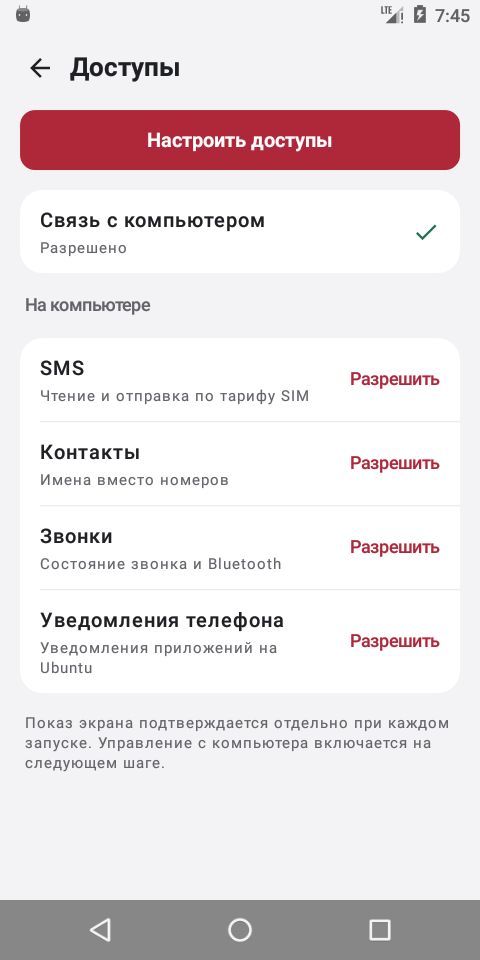 LTE 7:45
Доступы
Настроить доступы
Связь с компьютером
Разрешено
На компьютере
SMS
Чтение и отправка по тарифу SIM
Разрешить
Контакты
Имена вместо номеров
Разрешить
Звонки
Состояние звонка и Bluetooth
Разрешить
Уведомления телефона
Уведомления приложений на
Ubuntu
Разрешить
Показ экрана подтверждается отдельно при каждом
запуске. Управление с компьютера включается на
следующем шаге.